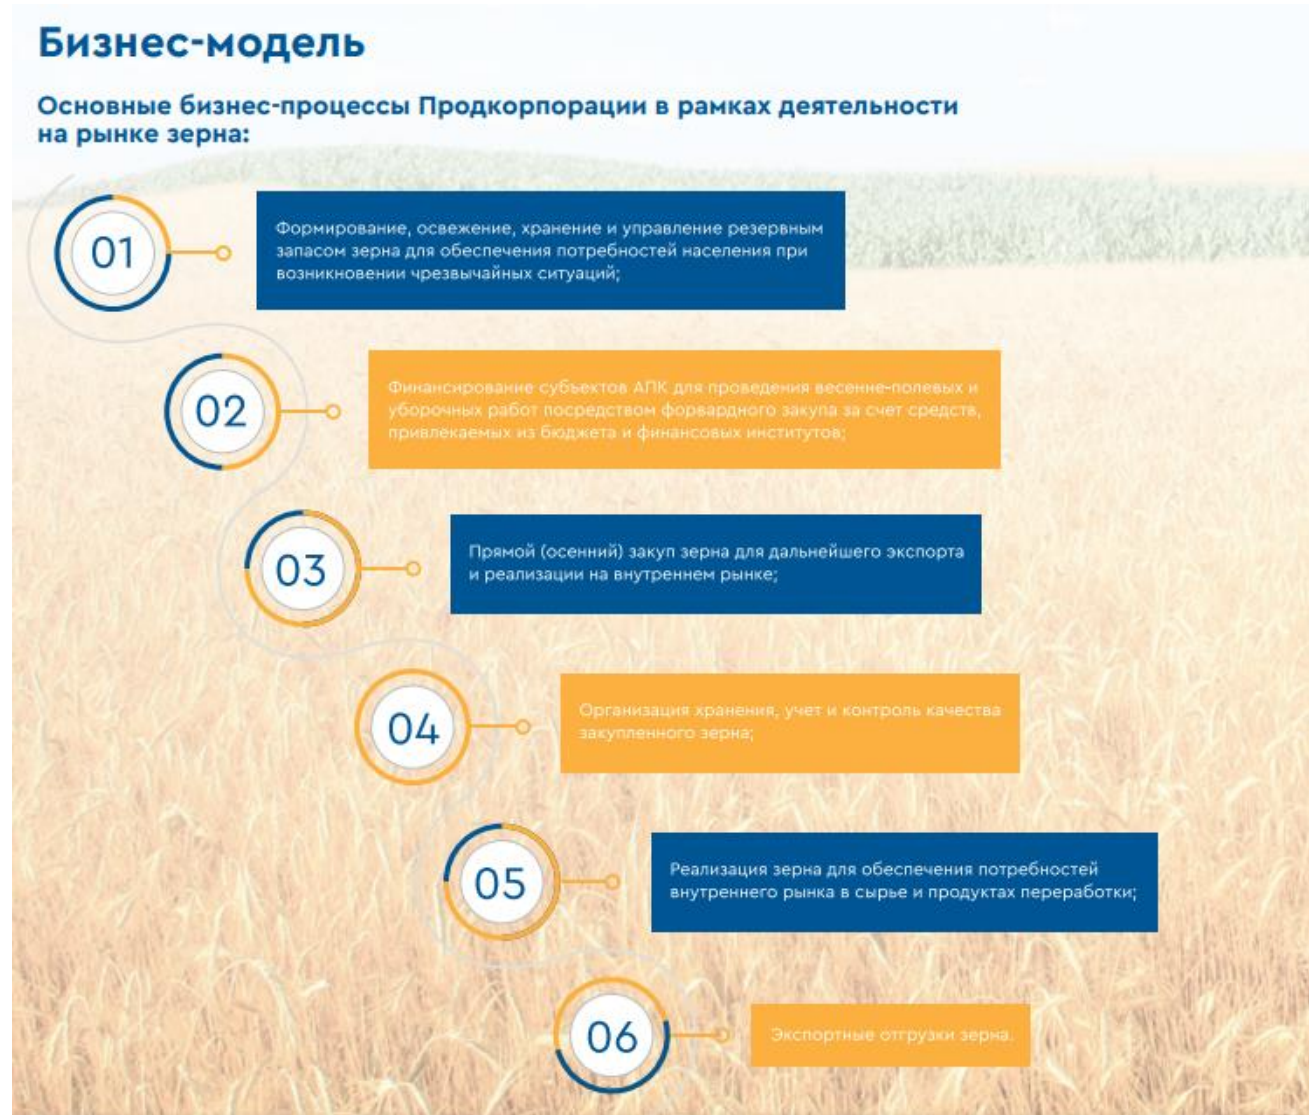 Бизнес-модель
Основные бизнес-процессы Продкорпорации в рамках деятельности
на рынке зерна:
01
Формирование, освежение, хранение и управление резервным
запасом зерна для обеспечения потребностей населения при
возникновении чрезвычайных ситуаций;
02
Финансирование субъектов АПК для проведения весенне-полевых и
уборочных работ посредством форвардного закупа за счет средств,
привлекаемых из бюджета и финансовых институтов;
03
Прямой (осенний) закуп зерна для дальнейшего экспорта
и реализации на внутреннем рынке;
04
Организация хранения, учет и контроль качества
закупленного зерна;
05
Реализация зерна для обеспечения потребностей
внутреннего рынка в сырье и продуктах переработки;
06
Экспортные отгрузки зерна.